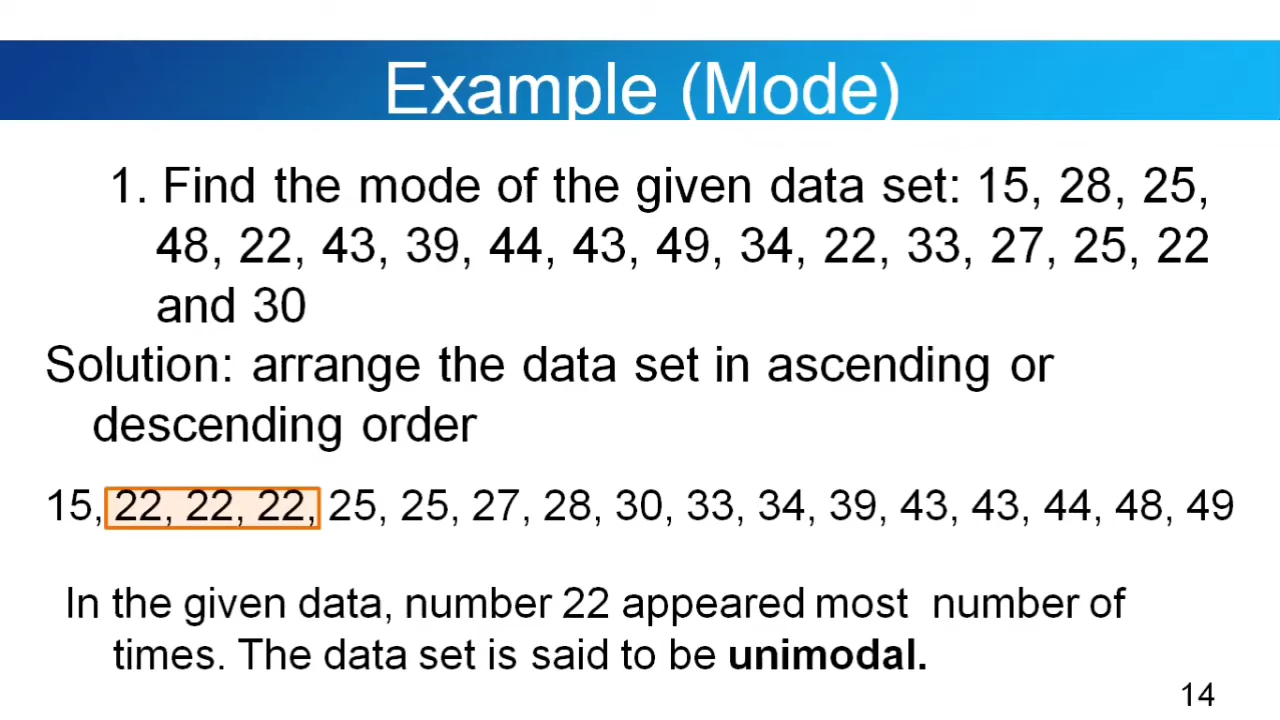 Example (Mode)
1. Find the mode of the given data set: 15, 28, 25,
48, 22, 43, 39, 44, 43, 49, 34, 22, 33, 27, 25, 22
and 30
Solution: arrange the data set in ascending or
descending order
15, 22, 22, 22, 25, 25, 27, 28, 30, 33, 34, 39, 43, 43, 44, 48, 49
In the given data, number 22 appeared most number of
times. The data set is said to be unimodal.
14